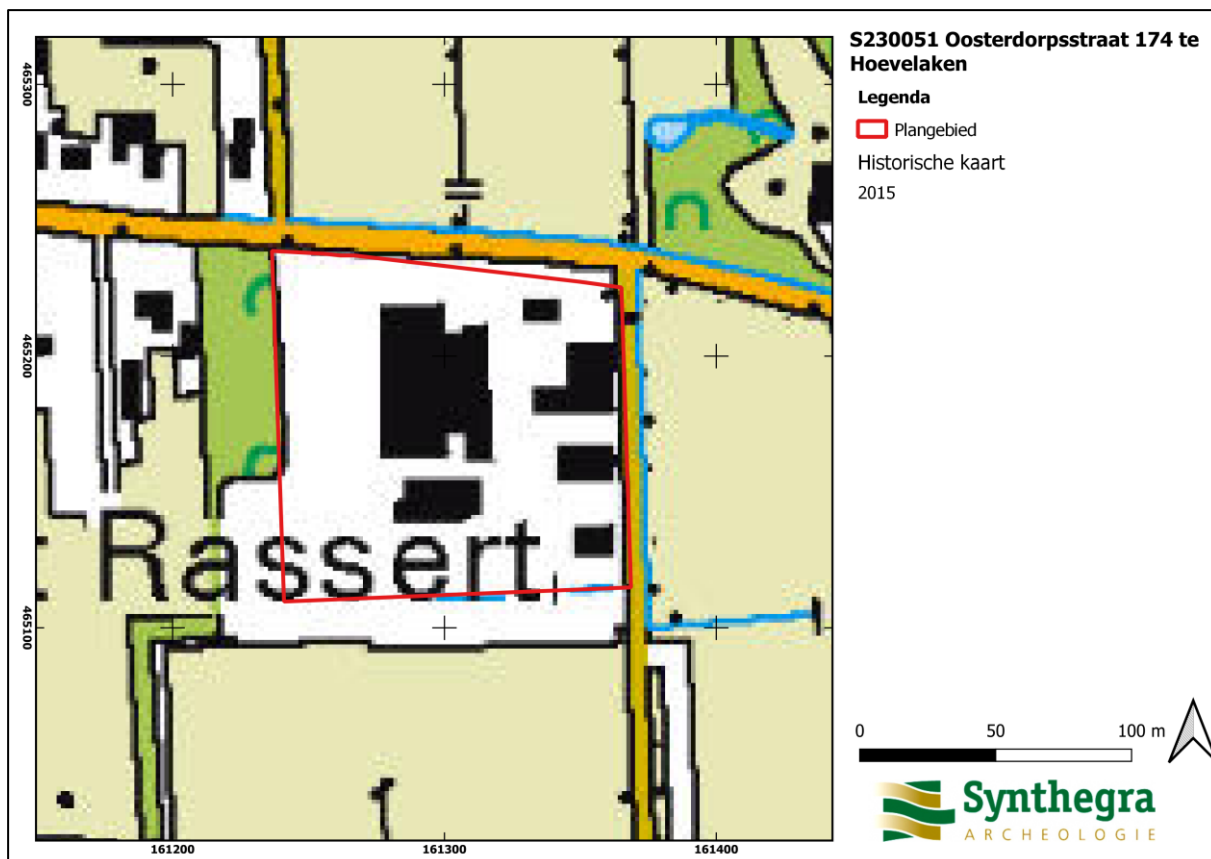 S230051 Oosterdorpsstraat 174 te
Hoevelaken
Legenda
Plangebied
Historische kaart
2015
465300
465200
465100
Rassert
161200
161300
161400
0 50 100 m
Synthegra
ARCHEOLOGIE